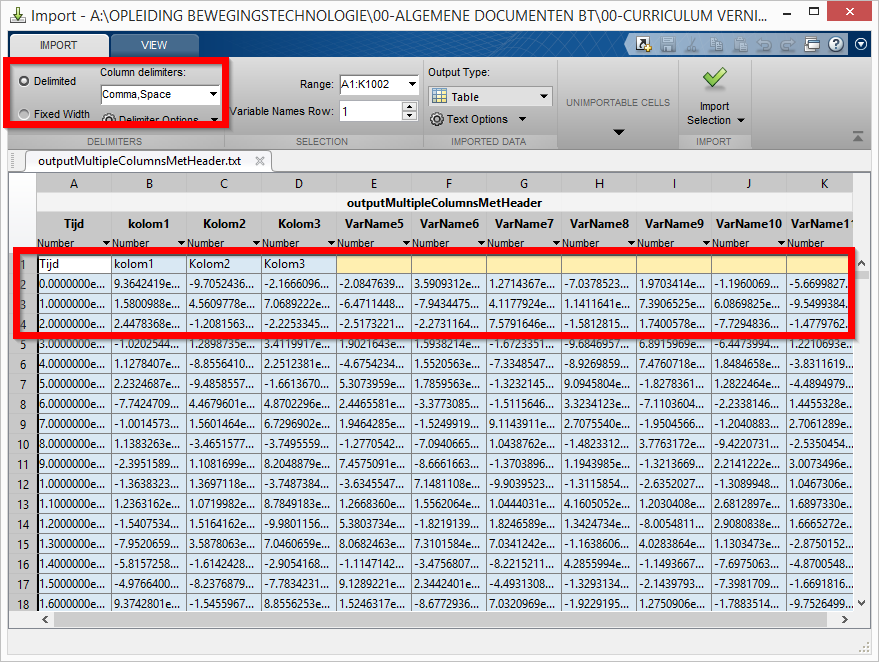 Import - A:\OPLEIDING BEWEGINGSTECHNOLOGIE\00-ALGEMENE DOCUMENTEN BT\00-CURRICULUM VERNI...
IMPORT VIEW
Delimited
Fixed Width
Column delimiters:
Comma,Space
Delimiter Options
DELIMITERS
Range: A1:K1002
Variable Names Row: 1
SELECTION
Output Type:
Table
Text Options
IMPORTED DATA
UNIMPORTABLE CELLS
Import
Selection
IMPORT
outputMultipleColumnsMetHeader.txt
A B C D E F G H I J K
outputMultipleColumnsMetHeader
Tijd kolom1 Kolom2 Kolom3 VarName5 VarName6 VarName7 VarName8 VarName9 VarName10 VarName11
Number Number Number Number Number Number Number Number Number Number Number
1 Tijd kolom1 Kolom2 Kolom3
2 0.0000000e... 9.3642419e... -9.7052436... -2.1666096... -2.0847639... 3.5909312e... 1.2714367e... -7.0378523... 1.9703414e... -1.1960069... -5.6699827...
3 1.0000000e... 1.5800988e... 4.5609778e... 7.0689222e... -6.4711448... -7.9434475... 4.1177924e... 1.1411641e... 7.3906525e... 6.0869825e... -9.5499384...
4 2.0000000e... 2.4478368e... -1.2081563... -2.2253345... -2.5173221... -2.2731164... 7.5791646e... -1.5812815... 1.7400578e... -7.7294836... -1.4779762...
5 3.0000000e... -1.0202544... 1.2898735e... 3.4119917e... 1.9021643e... 1.5938214e... -1.6723351... -9.6846957... 6.8915969e... -6.4473994... 1.2210693e...
6 4.0000000e... 1.1278407e... -8.8556410... 2.2512381e... -4.6754234... 1.5520563e... -7.3348547... -8.9269859... 7.4760718e... 1.8484658e... -3.8311619...
7 5.0000000e... 2.2324687e... -9.4858557... -1.6613670... 5.3073959e... 1.7859563e... -1.3232145... 9.0945804e... -1.8278361... 1.2822464e... -4.4894979...
8 6.0000000e... -7.7424709... 4.4679601e... 4.8702296e... 2.4465581e... -3.3773085... -1.5115646... 3.3234123e... -7.1103604... -2.2338146... 1.4455328e...
9 7.0000000e... -1.0014573... 1.5601464e... 6.7296902e... 1.9464285e... -1.5249919... 9.1143911e... 2.7075540e... -1.9504566... -1.2040883... 2.7061289e...
10 8.0000000e... 1.1383263e... -3.4651577... -3.7495559... -1.2770542... -7.0940665... 1.0438762e... -1.4823312... 3.7763172e... -9.4220731... -2.5350454...
11 9.0000000e... -2.3951589... 1.1081699e... 8.2048879e... 7.4575091e... -8.6661663... -1.3703896... 1.1943985e... -1.3213669... 2.2141222e... 3.0073496e...
12 1.0000000e... -1.3638323... 1.3697118e... -3.7487384... -3.6345547... 7.1481108e... -9.9039523... -1.3115854... -2.6352027... -1.3089948... 1.0467306e...
13 1.1000000e... 1.2363162e... 1.0719982e... 8.7849183e... 1.2668360e... 1.5562064e... 1.0444031e... 4.1605052e... 1.2030408e... 2.6812897e... 1.6897330e...
14 1.2000000e... -1.5407534... 1.5164162e... -9.9801156... 5.3803734e... -1.8219139... 1.8246589e... 1.3424734e... -8.0054811... 2.9080838e... 1.6665272e...
15 1.3000000e... -7.9520659... 3.5878063e... 7.0460659e... 8.0682463e... 7.3101584e... 7.0341242e... -1.1638606... 4.0283864e... 1.1103473e... -2.8750152...
16 1.4000000e... -5.8157258... -1.6142428... -2.9054168... -1.1147142... -3.4756807... -8.2215211... 4.2855994e... -1.1493667... -7.6975063... -4.8700548...
17 1.5000000e... -4.9766400... -8.2376879... -7.7834231... 9.1289221e... 2.3442401e... -4.4931308... -1.3293134... -2.1439793... -7.3981709... -1.6691816...
18 1.6000000e... 9.3742801e... -1.5455967... 8.8556253e... 1.5246317e... -8.6772936... 7.0320969e... -1.9229195... 1.2750906e... -1.7883514... -9.7526499...